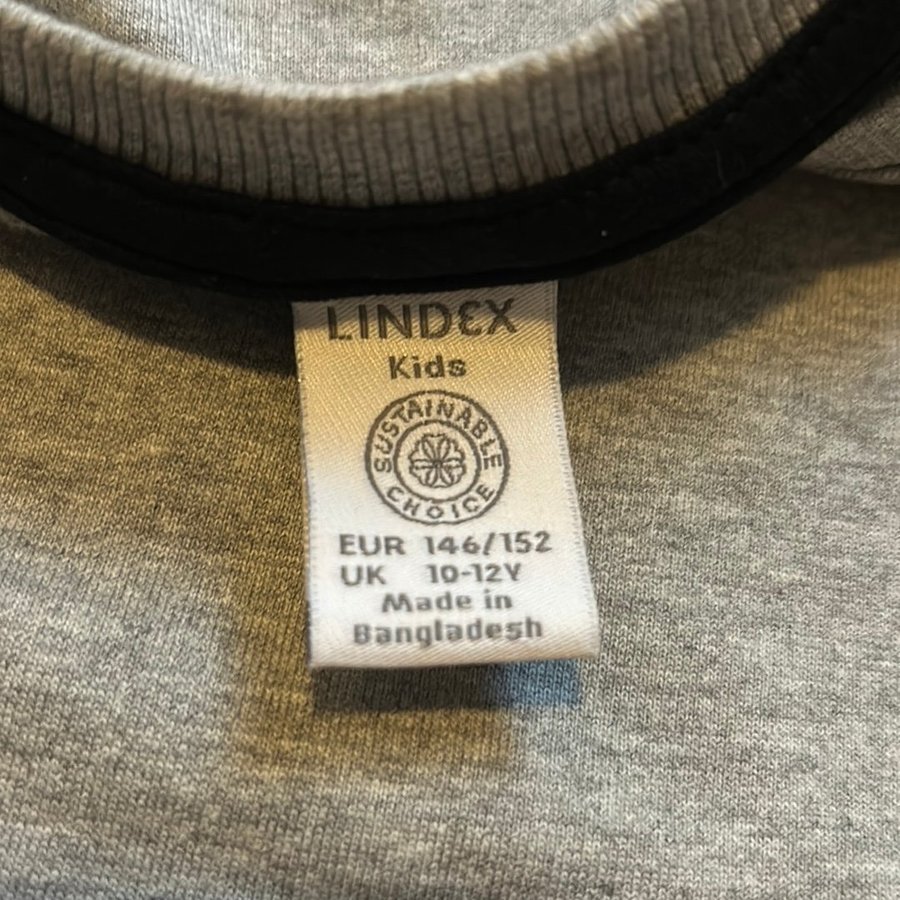 LINDEX
Kids
SUSTAINABLE
CHOICE
EUR 146/152
UK 10-12Y
Made in
Bangladesh